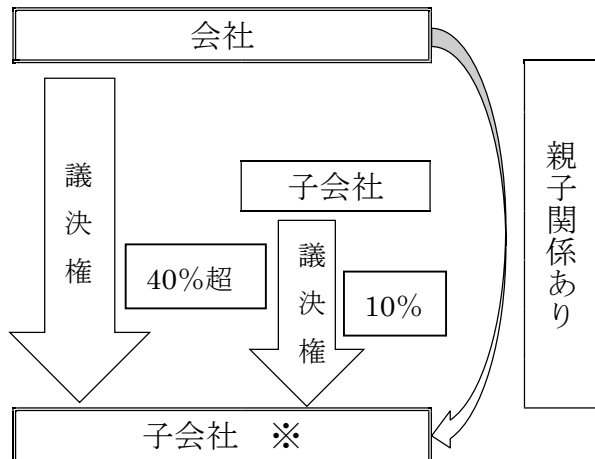 会社
議決権
40%超
子会社
議決権
10%
親子関係あり
子会社 ※